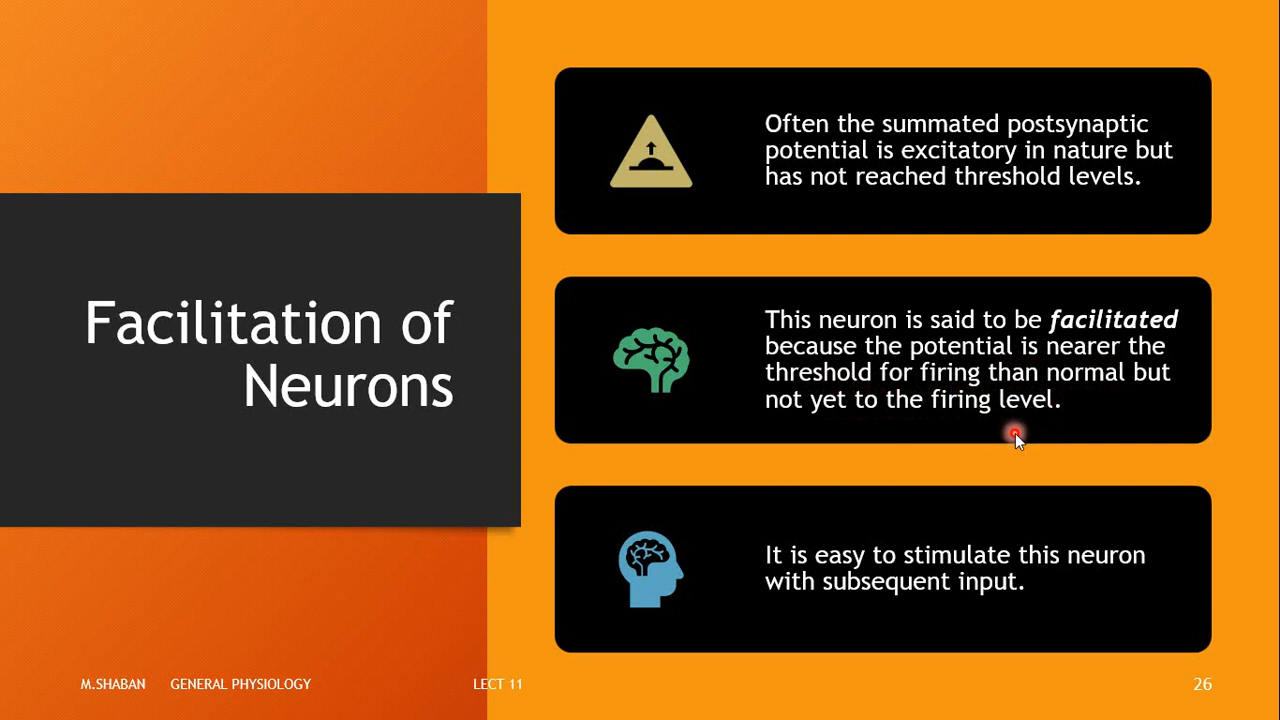 Facilitation of
Neurons
Often the summated postsynaptic
potential is excitatory in nature but
has not reached threshold levels.
This neuron is said to be facilitated
because the potential is nearer the
threshold for firing than normal but
not yet to the firing level.
It is easy to stimulate this neuron
with subsequent input.
M.SHABAN GENERAL PHYSIOLOGY LECT 11 26